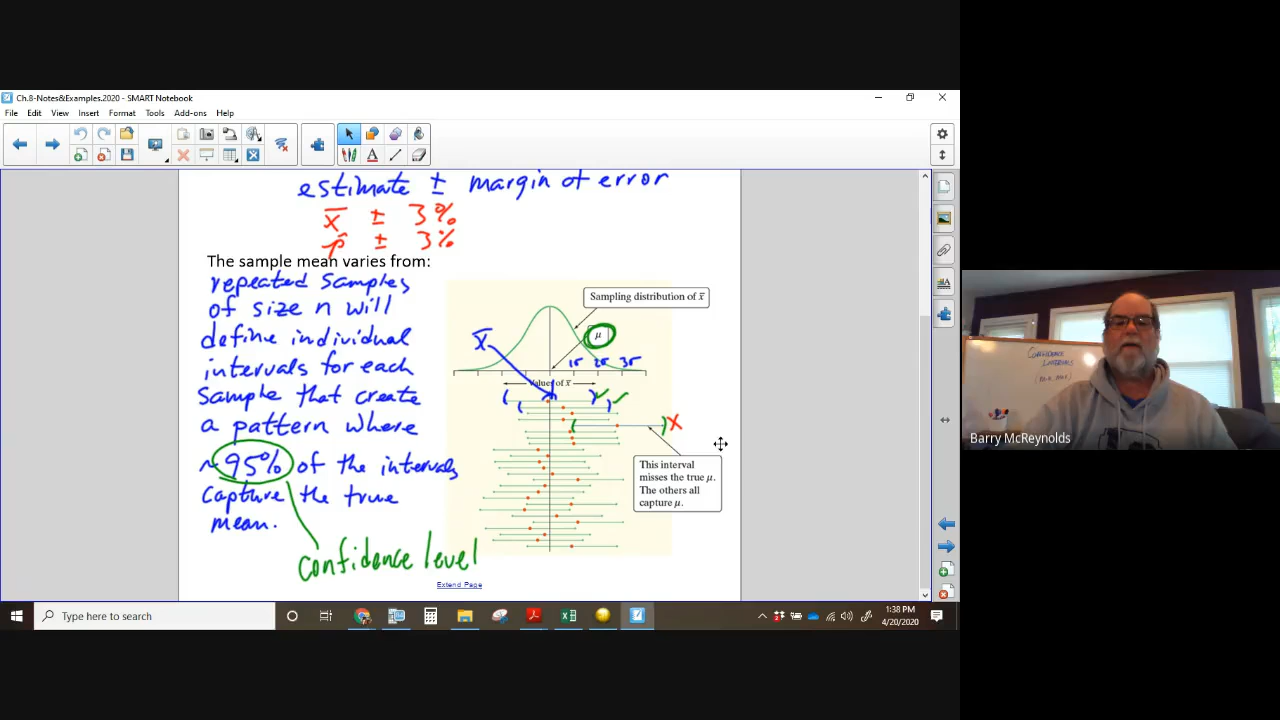 Ch.8-Notes&Examples.2020 - SMART Notebook
File Edit View Insert Format Tools Add-ons Help
estimate ± margin of error
x̄ ± 3%
p̂ ± 3%
The sample mean varies from:
repeated samples
of size n will
define individual
intervals for each
sample that create
a pattern where
~95% of the intervals
capture the true
mean.
confidence level
Sampling distribution of x̄
μ
x̄
1σ 2σ 3σ
Values of x̄
X
This interval
misses the true μ.
The others all
capture μ.
Extend Page
CONFIDENCE
INTERVALS
Barry McReynolds
Type here to search
1:38 PM
4/20/2020